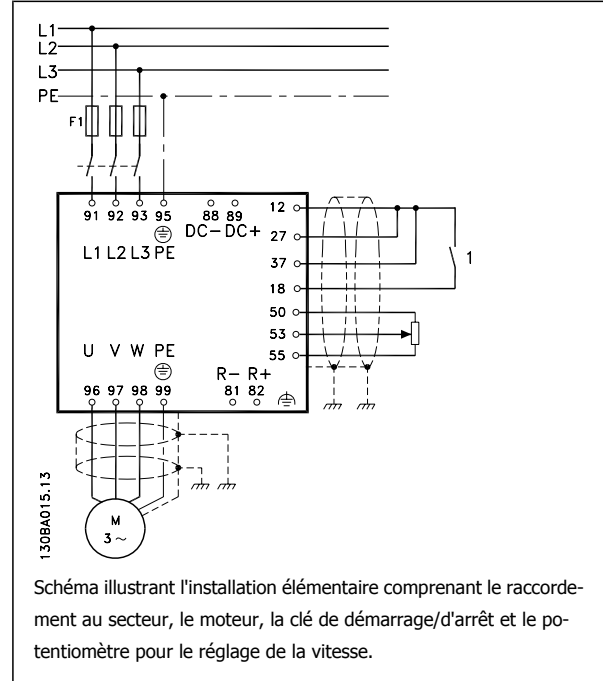 L1
L2
L3
PE
F1
91 92 93 95 88 89
DC- DC+
L1 L2 L3 PE
12
27
37
18
50
53
55
1
U V W PE
R- R+
96 97 98 99 81 82
M
3 ~
130BA015.13
Schéma illustrant l'installation élémentaire comprenant le raccorde-
ment au secteur, le moteur, la clé de démarrage/d'arrêt et le po-
tentiomètre pour le réglage de la vitesse.